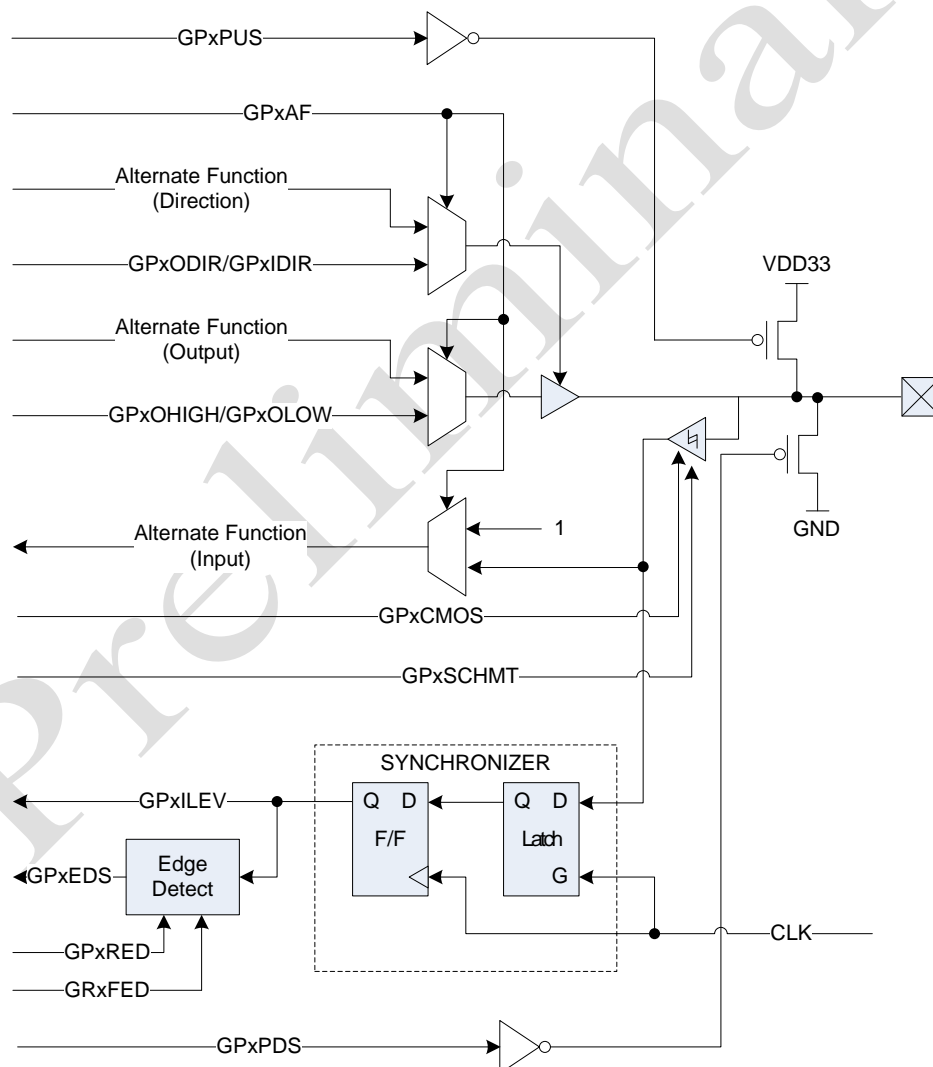 GPxPUS
GPxAF
Alternate Function
(Direction)
GPxODIR/GPxIDIR
VDD33
Alternate Function
(Output)
GPxOHIGH/GPxOLOW
GND
1
Alternate Function
(Input)
GPxCMOS
GPxSCHMT
SYNCHRONIZER
GPxILEV
Q D
F/F
Q D
Latch
G
Edge
Detect
GPxEDS
CLK
GPxRED
GRxFED
GPxPDS
Preliminar